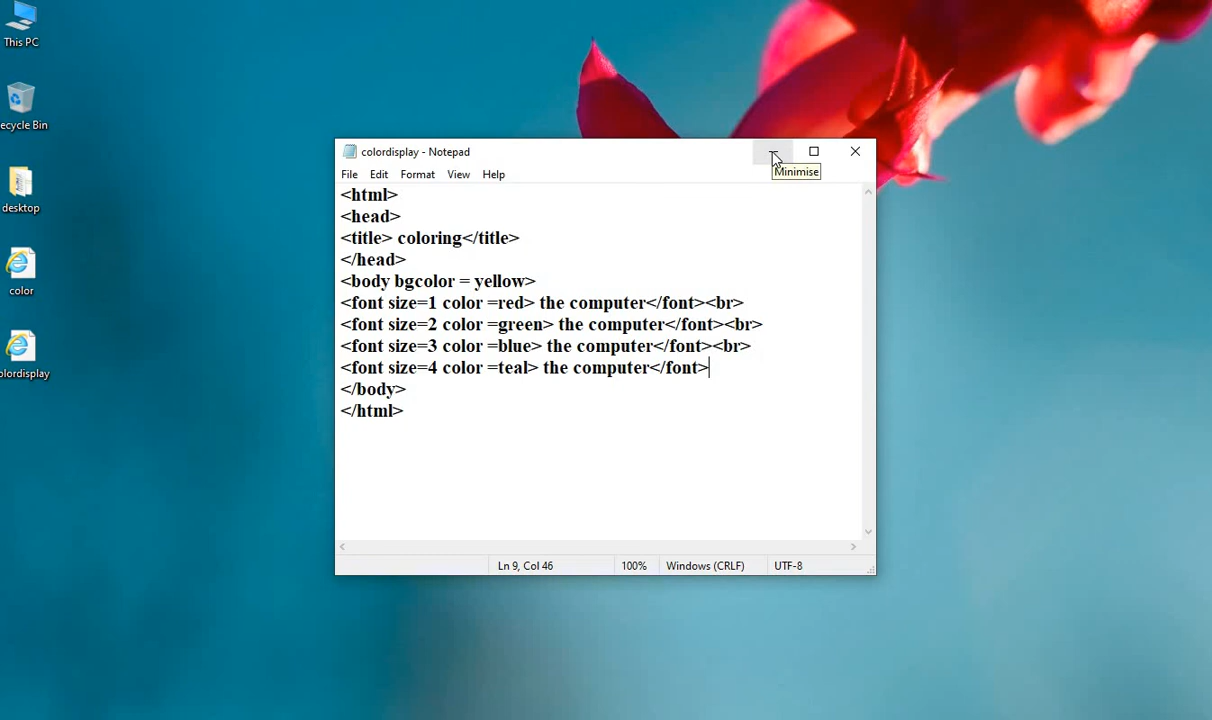 This PC
ecycle Bin
desktop
color
olordisplay
colordisplay - Notepad
Minimise
File Edit Format View Help
<html>
<head>
<title> coloring</title>
</head>
<body bgcolor = yellow>
<font size=1 color =red> the computer</font><br>
<font size=2 color =green> the computer</font><br>
<font size=3 color =blue> the computer</font><br>
<font size=4 color =teal> the computer</font>
</body>
</html>
Ln 9, Col 46 100% Windows (CRLF) UTF-8